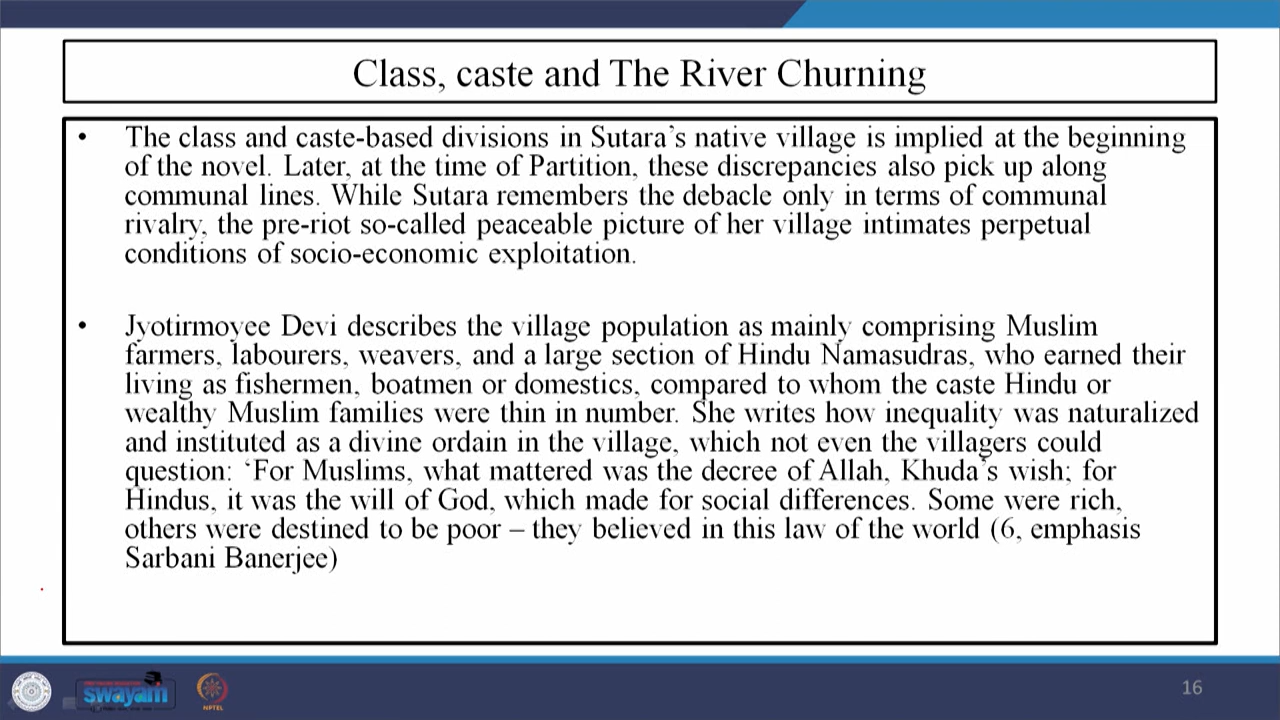 Class, caste and The River Churning
• The class and caste-based divisions in Sutara’s native village is implied at the beginning
of the novel. Later, at the time of Partition, these discrepancies also pick up along
communal lines. While Sutara remembers the debacle only in terms of communal
rivalry, the pre-riot so-called peaceable picture of her village intimates perpetual
conditions of socio-economic exploitation.
• Jyotirmoyee Devi describes the village population as mainly comprising Muslim
farmers, labourers, weavers, and a large section of Hindu Namasudras, who earned their
living as fishermen, boatmen or domestics, compared to whom the caste Hindu or
wealthy Muslim families were thin in number. She writes how inequality was naturalized
and instituted as a divine ordain in the village, which not even the villagers could
question: ‘For Muslims, what mattered was the decree of Allah, Khuda’s wish; for
Hindus, it was the will of God, which made for social differences. Some were rich,
others were destined to be poor – they believed in this law of the world (6, emphasis
Sarbani Banerjee)
swayam
NPTEL
16